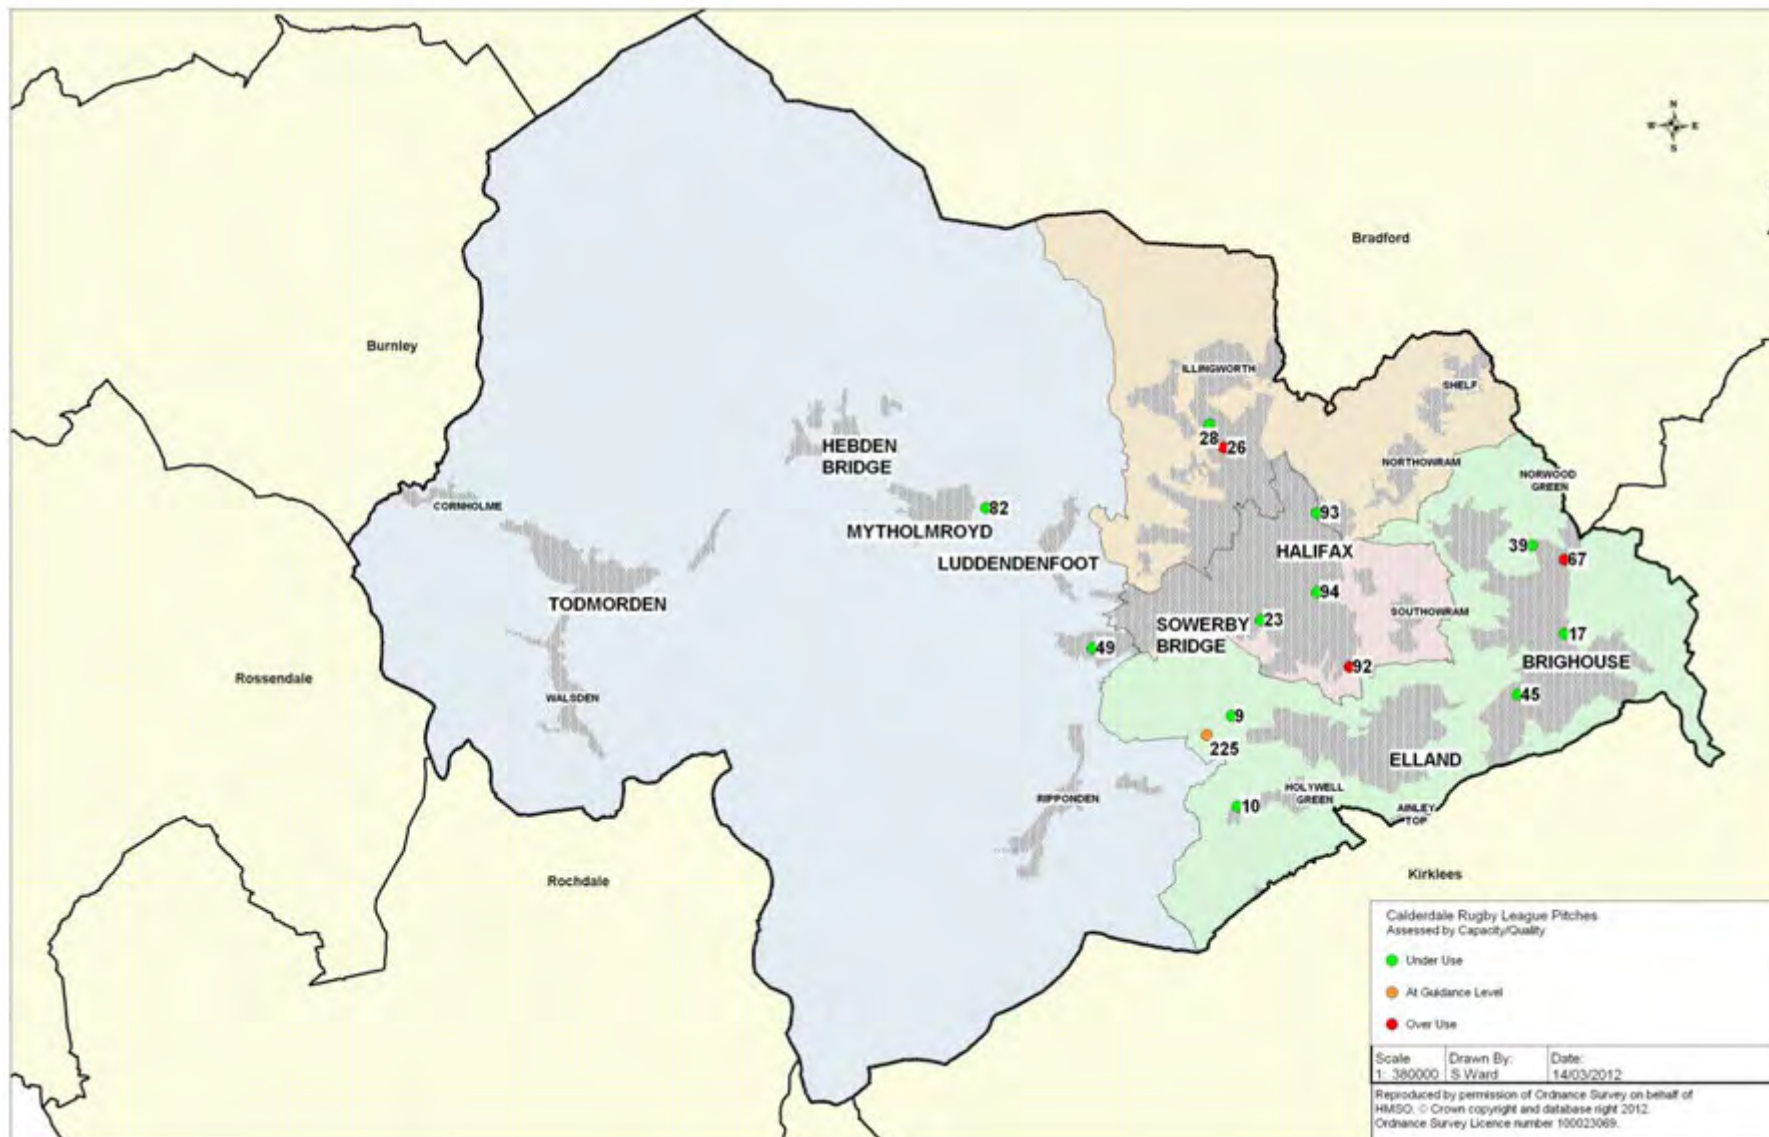 N
W E
S
Bradford
Burnley
ILLINGWORTH
SHELF
28
26
HEBDEN
BRIDGE
NORTHOWRAM
NORWOOD
GREEN
CORNHOLME
82
MYTHOLMROYD
93
HALIFAX
39
67
LUDDENDENFOOT
TODMORDEN
94
SOUTHOWRAM
23
SOWERBY
BRIDGE
17
49
BRIGHOUSE
92
Rossendale
WALSDEN
45
9
225
ELLAND
RIPPONDEN
HOLYWELL
GREEN
10
AINLEY
TOP
Rochdale
Kirklees
Calderdale Rugby League Pitches
Assessed by Capacity/Quality
Under Use
At Guidance Level
Over Use
Scale
1: 380000
Drawn By:
S Ward
Date:
14/03/2012
Reproduced by permission of Ordnance Survey on behalf of
HMSO. © Crown copyright and database right 2012.
Ordnance Survey Licence number 100023069.